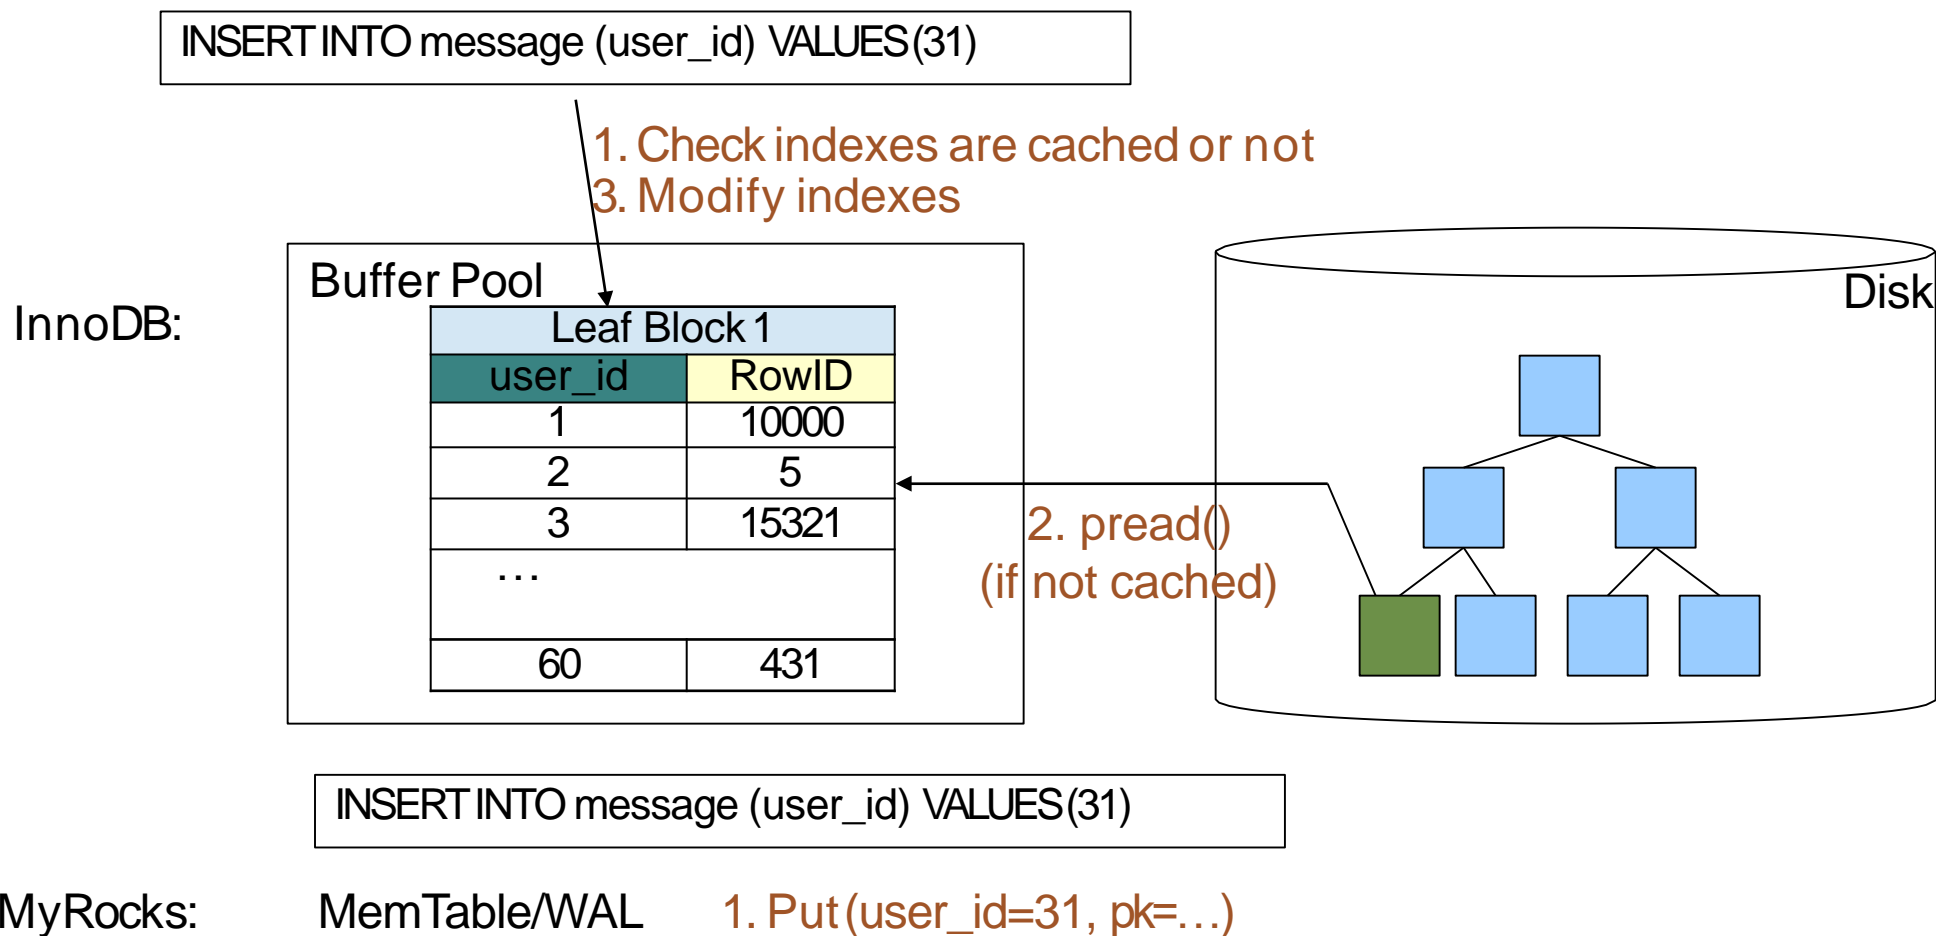 INSERT INTO message (user_id) VALUES (31)
1. Check indexes are cached or not
3. Modify indexes
InnoDB:
Buffer Pool
Disk
Leaf Block 1
user_id RowID
1 10000
2 5
3 15321
…
60 431
2. pread()
(if not cached)
INSERT INTO message (user_id) VALUES (31)
MyRocks: MemTable/WAL 1. Put (user_id=31, pk=…)